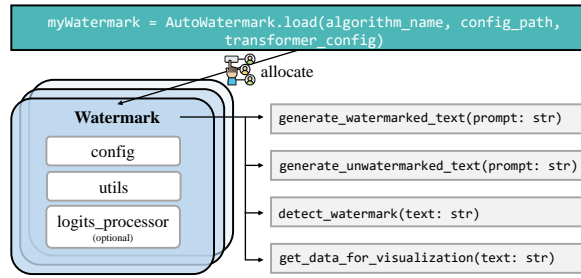 myWatermark = AutoWatermark.load(algorithm_name, config_path,
transformer_config)
allocate
Watermark
config
utils
logits_processor
(optional)
generate_watermarked_text(prompt: str)
generate_unwatermarked_text(prompt: str)
detect_watermark(text: str)
get_data_for_visualization(text: str)